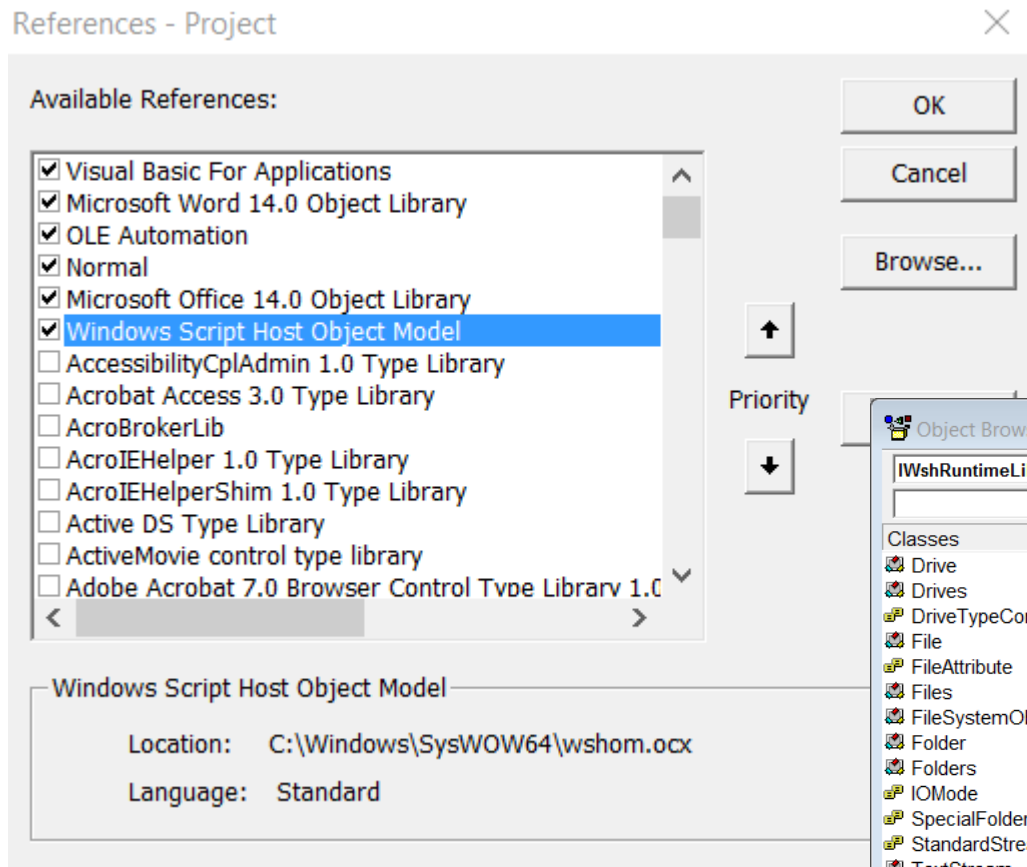 References - Project
Available References:
OK
Cancel
Browse...
Visual Basic For Applications
Microsoft Word 14.0 Object Library
OLE Automation
Normal
Microsoft Office 14.0 Object Library
Windows Script Host Object Model
AccessibilityCplAdmin 1.0 Type Library
Acrobat Access 3.0 Type Library
AcroBrokerLib
AcroIEHelper 1.0 Type Library
AcroIEHelperShim 1.0 Type Library
Active DS Type Library
ActiveMovie control type library
Adobe Acrobat 7.0 Browser Control Type Library 1.0
Priority
Windows Script Host Object Model
Location: C:\Windows\SysWOW64\wshom.ocx
Language: Standard
Object Brow
IWshRuntimeLi
Classes
Drive
Drives
DriveTypeCo
File
FileAttribute
Files
FileSystemO
Folder
Folders
IOMode
SpecialFolder
StandardStre
TextStream